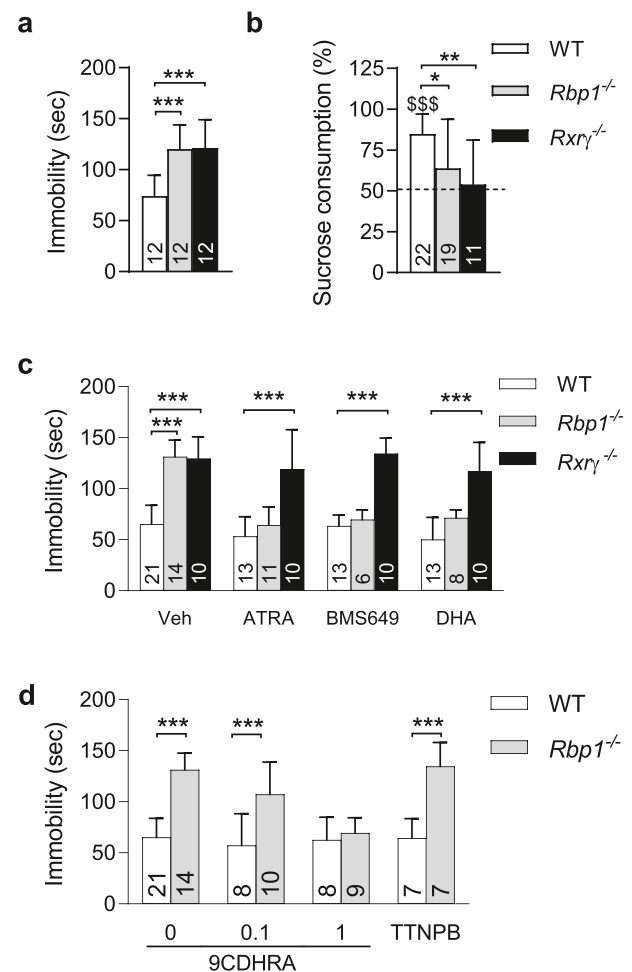 a
Immobility (sec)
200
150
100
50
0
***
***
12
12
12
b
Sucrose consumption (%)
125
100
75
50
25
0
**
*
$$$
22
19
11
WT
Rbp1-/-
Rxrγ-/-
c
Immobility (sec)
200
150
100
50
0
*** *** *** ***
***
21 14 10 13 11 10 13 6 10 13 8 10
Veh ATRA BMS649 DHA
WT
Rbp1-/-
Rxrγ-/-
d
Immobility (sec)
200
150
100
50
0
*** *** ***
21 14 8 10 8 9 7 7
0 0.1 1 TTNPB
9CDHRA
WT
Rbp1-/-